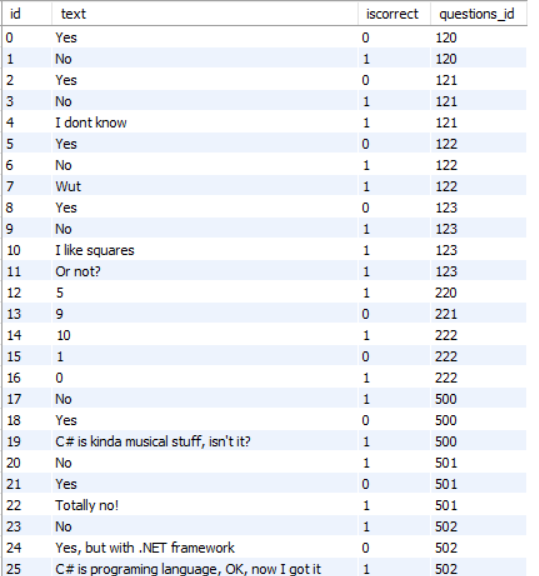 id text iscorrect questions_id
0 Yes 0 120
1 No 1 120
2 Yes 0 121
3 No 1 121
4 I dont know 1 121
5 Yes 0 122
6 No 1 122
7 Wut 1 122
8 Yes 0 123
9 No 1 123
10 I like squares 1 123
11 Or not? 1 123
12 5 1 220
13 9 0 221
14 10 1 222
15 1 0 222
16 0 1 222
17 No 1 500
18 Yes 0 500
19 C# is kinda musical stuff, isn't it? 1 500
20 No 1 501
21 Yes 0 501
22 Totally no! 1 501
23 No 1 502
24 Yes, but with .NET framework 0 502
25 C# is programing language, OK, now I got it 1 502